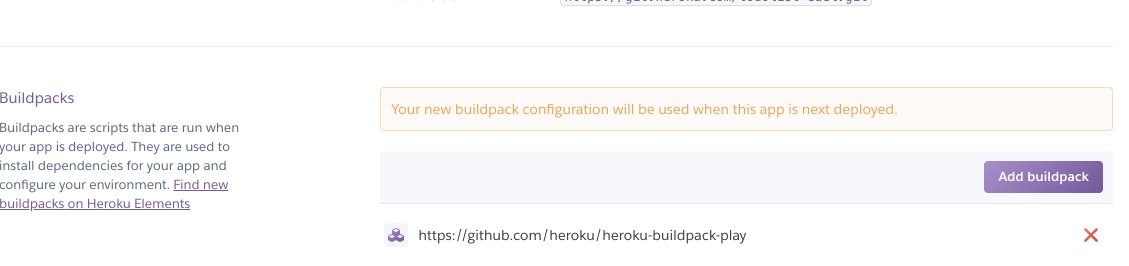 Buildpacks
Buildpacks are scripts that are run when
your app is deployed. They are used to
install dependencies for your app and
configure your environment. Find new
buildpacks on Heroku Elements
Your new buildpack configuration will be used when this app is next deployed.
Add buildpack
https://github.com/heroku/heroku-buildpack-play